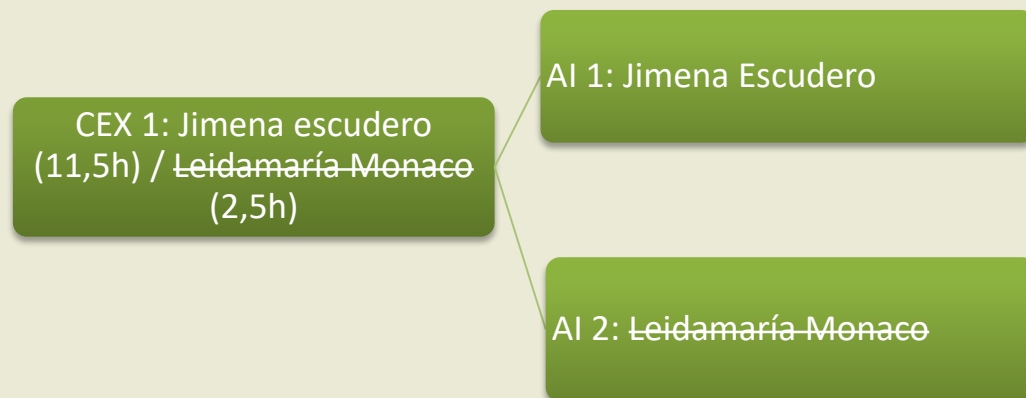 AI 1: Jimena Escudero
CEX 1: Jimena escudero
(11,5h) / Leidamaría Monaco
(2,5h)
AI 2: Leidamaría Monaco